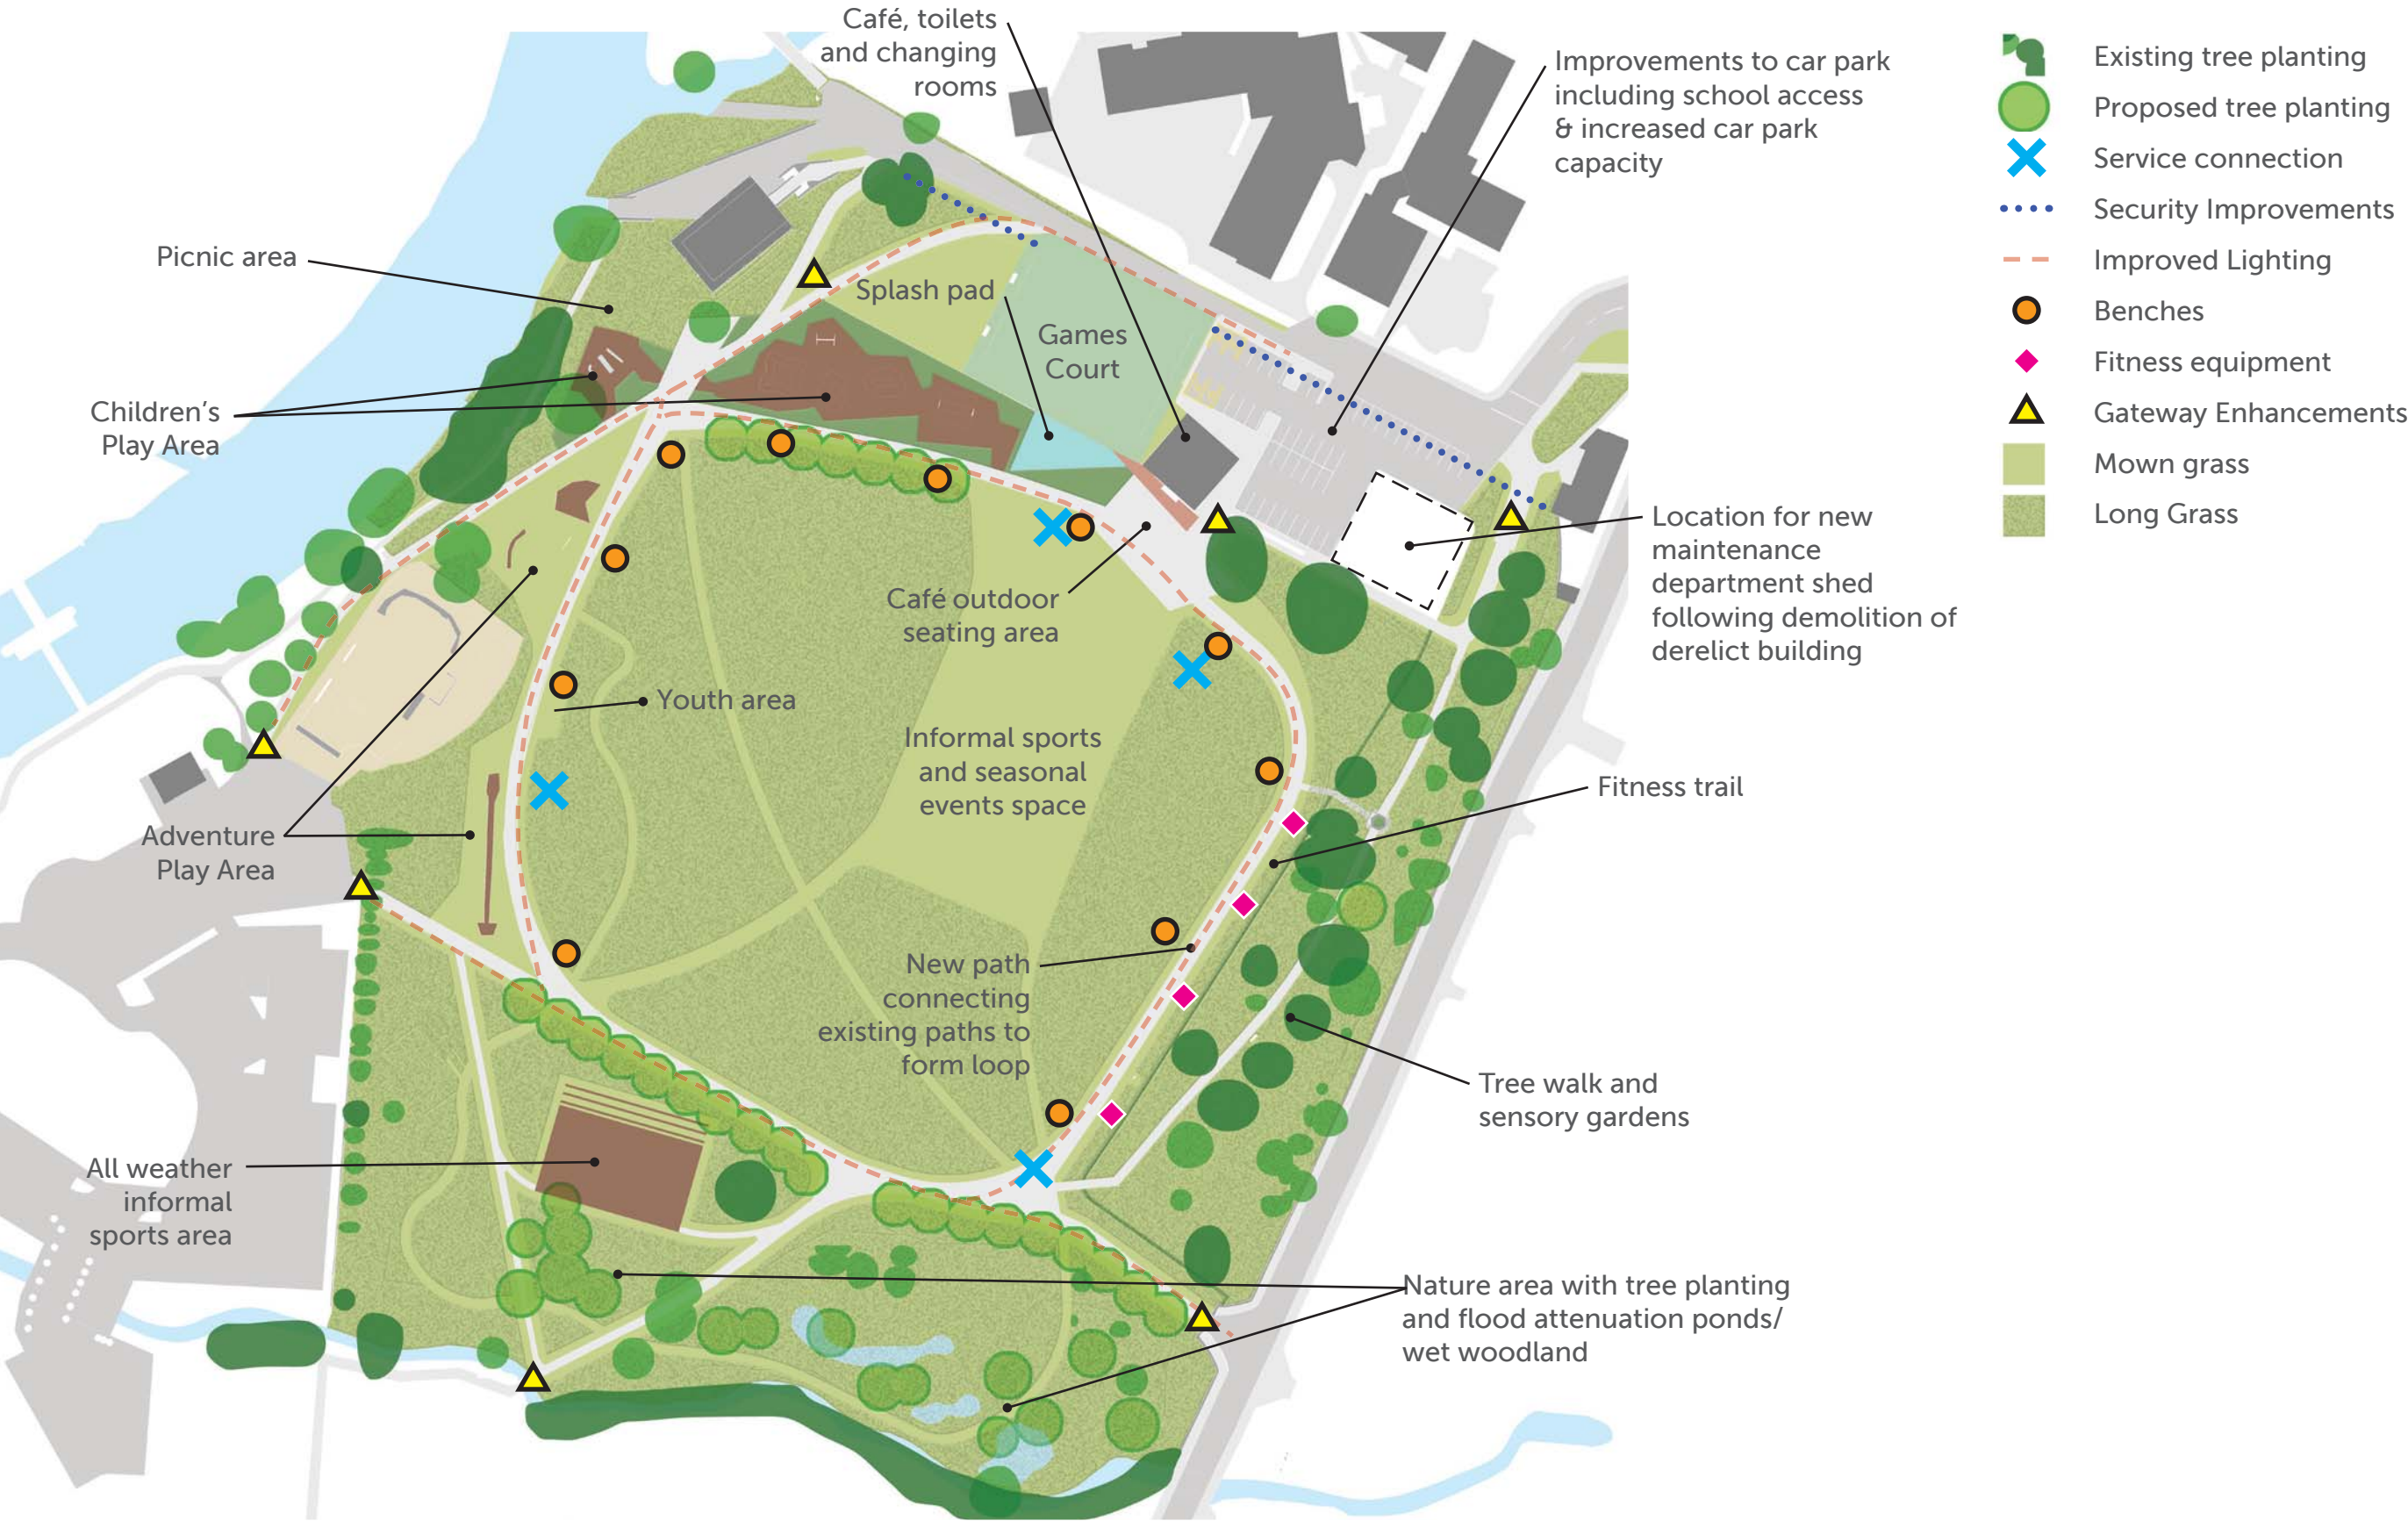 Café, toilets
and changing
rooms
Improvements to car park
including school access
& increased car park
capacity
Picnic area
Splash pad
Games
Court
Children's
Play Area
Location for new
maintenance
department shed
following demolition of
derelict building
Café outdoor
seating area
Youth area
Informal sports
and seasonal
events space
Fitness trail
Adventure
Play Area
New path
connecting
existing paths to
form loop
Tree walk and
sensory gardens
All weather
informal
sports area
Nature area with tree planting
and flood attenuation ponds/
wet woodland
Existing tree planting
Proposed tree planting
Service connection
Security Improvements
Improved Lighting
Benches
Fitness equipment
Gateway Enhancements
Mown grass
Long Grass